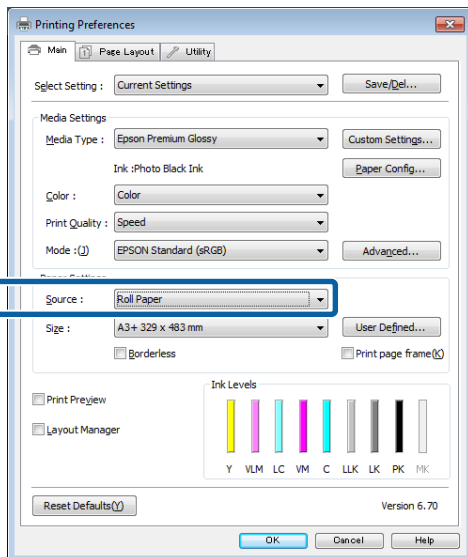 Printing Preferences
Main Page Layout Utility
Select Setting : Current Settings Save/Del...
Media Settings
Media Type : Epson Premium Glossy Custom Settings...
Ink :Photo Black Ink Paper Config...
Color : Color
Print Quality : Speed
Mode :(J) EPSON Standard (sRGB) Advanced...
Paper Settings
Source : Roll Paper
Size : A3+ 329 x 483 mm User Defined...
Borderless Print page frame(K)
Ink Levels
Print Preview
Layout Manager
Y VLM LC VM C LLK LK PK MK
Reset Defaults(Y) Version 6.70
OK Cancel Help